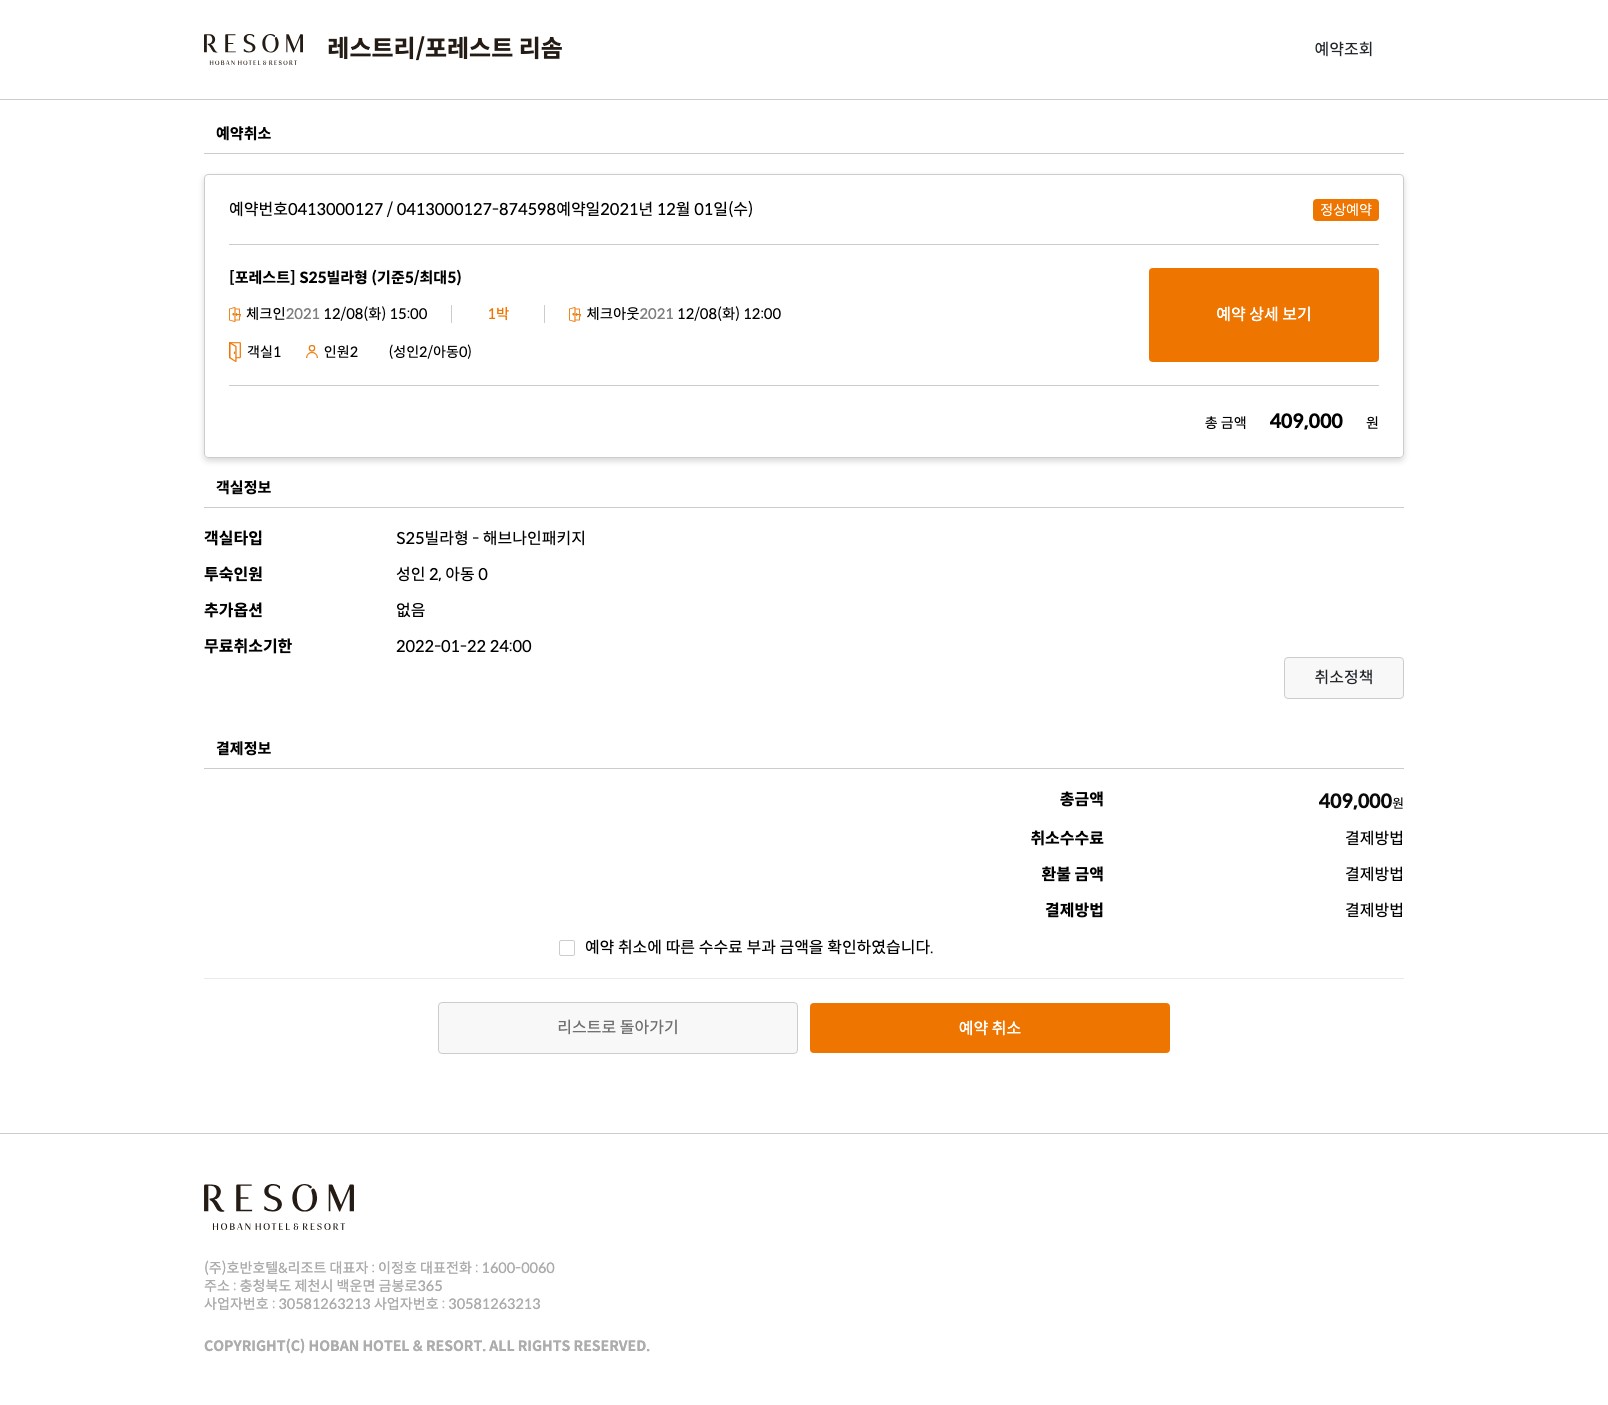 RESOM
HOBAN HOTEL & RESORT
레스트리/포레스트 리솜
예약조회
예약취소
예약번호0413000127 / 0413000127-874598예약일2021년 12월 01일(수)
정상예약
[포레스트] S25빌라형 (기준5/최대5)
체크인2021 12/08(화) 15:00
1박
체크아웃2021 12/08(화) 12:00
예약 상세 보기
객실1
인원2
(성인2/아동0)
총 금액 409,000 원
객실정보
객실타입 S25빌라형 - 해브나인패키지
투숙인원 성인 2, 아동 0
추가옵션 없음
무료취소기한 2022-01-22 24:00
취소정책
결제정보
총금액 409,000원
취소수수료 결제방법
환불 금액 결제방법
결제방법 결제방법
예약 취소에 따른 수수료 부과 금액을 확인하였습니다.
리스트로 돌아가기
예약 취소
RESOM
HOBAN HOTEL & RESORT
(주)호반호텔&리조트 대표자 : 이정호 대표전화 : 1600-0060
주소 : 충청북도 제천시 백운면 금봉로365
사업자번호 : 30581263213 사업자번호 : 30581263213
COPYRIGHT(C) HOBAN HOTEL & RESORT. ALL RIGHTS RESERVED.